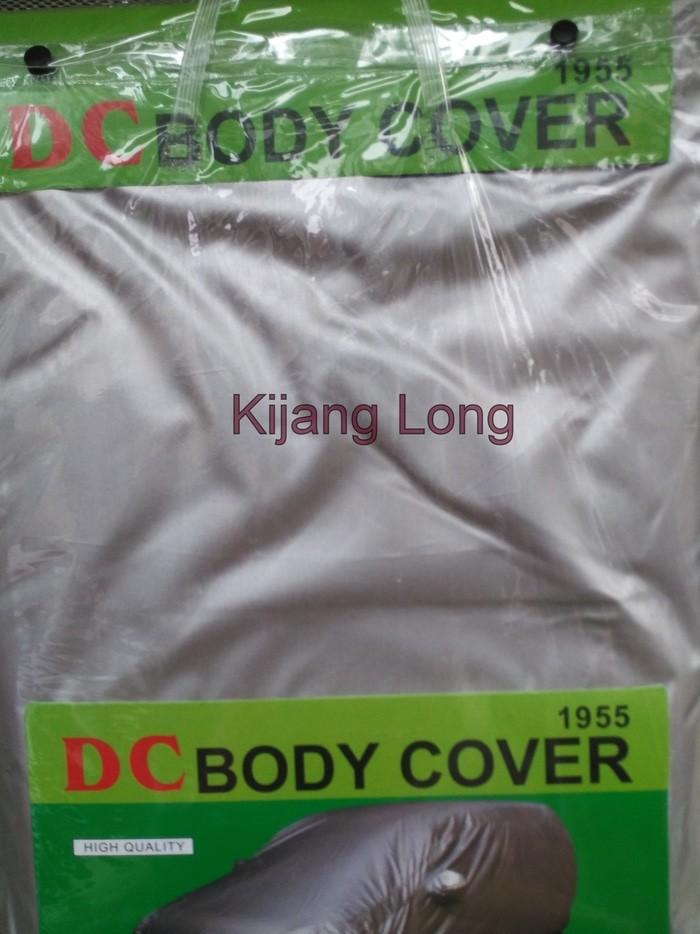 1955
DC BODY COVER
Kijang Long
1955
DC BODY COVER
HIGH QUALITY